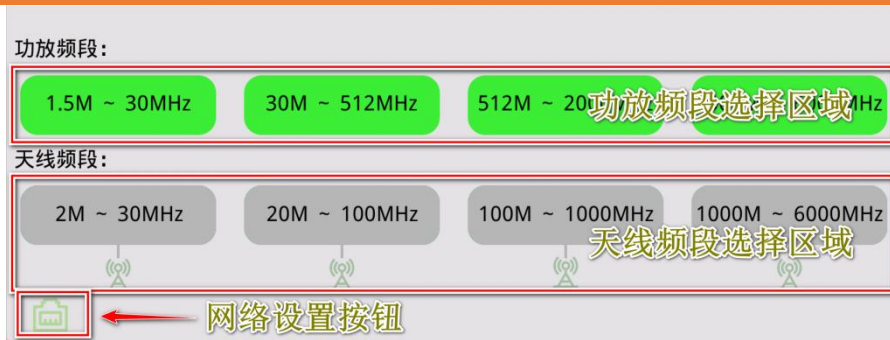 功放频段:
1.5M ~ 30MHz 30M ~ 512MHz 512M ~ MHz
功放频段选择区域
天线频段:
2M ~ 30MHz 20M ~ 100MHz 100M ~ 1000MHz 1000M ~ 6000MHz
天线频段选择区域
网络设置按钮